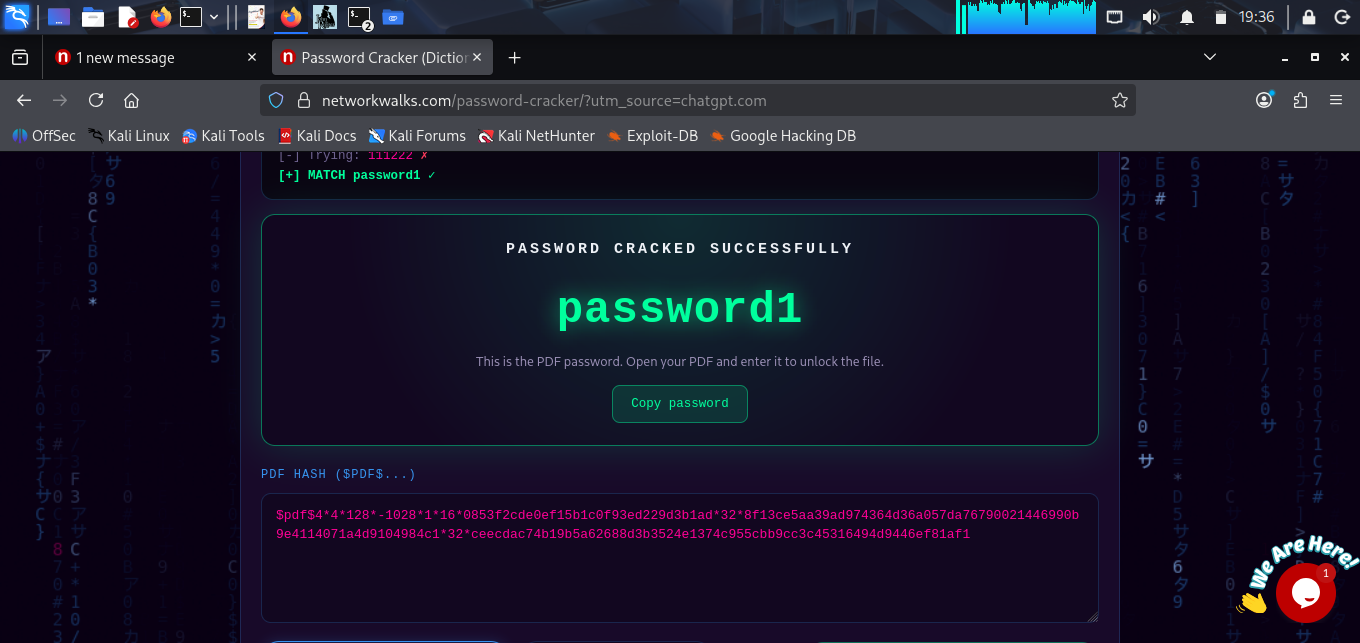 19:36
2
1 new message
Password Cracker (Diction
networkwalks.com/password-cracker/?utm_source=chatgpt.com
OffSec
Kali Linux
Kali Tools
Kali Docs
Kali Forums
Kali NetHunter
Exploit-DB
Google Hacking DB
[-] Trying: 111222 ✗
[+] MATCH password1 ✓
PASSWORD CRACKED SUCCESSFULLY
password1
This is the PDF password. Open your PDF and enter it to unlock the file.
Copy password
PDF HASH ($PDF$...)
$pdf$4*4*128*-1028*1*16*0853f2cde0ef15b1c0f93ed229d3b1ad*32*8f13ce5aa39ad974364d36a057da76790021446990b
9e4114071a4d9104984c1*32*ceecdac74b19b5a62688d3b3524e1374c955cbb9cc3c45316494d9446ef81af1
We Are Here!
1